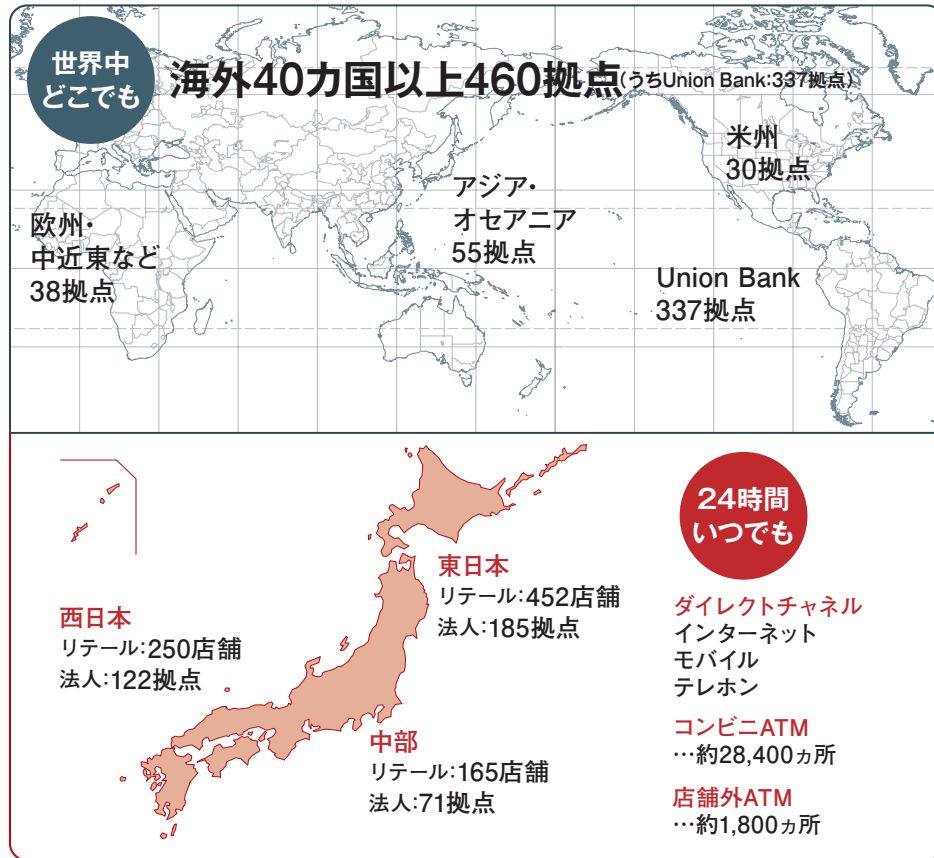 世界中
どこでも
海外40カ国以上460拠点(うちUnion Bank:337拠点)
米州
30拠点
アジア・
オセアニア
55拠点
欧州・
中近東など
38拠点
Union Bank
337拠点
24時間
いつでも
東日本
リテール:452店舗
法人:185拠点
西日本
リテール:250店舗
法人:122拠点
中部
リテール:165店舗
法人:71拠点
ダイレクトチャネル
インターネット
モバイル
テレホン
コンビニATM
…約28,400ヵ所
店舗外ATM
…約1,800ヵ所